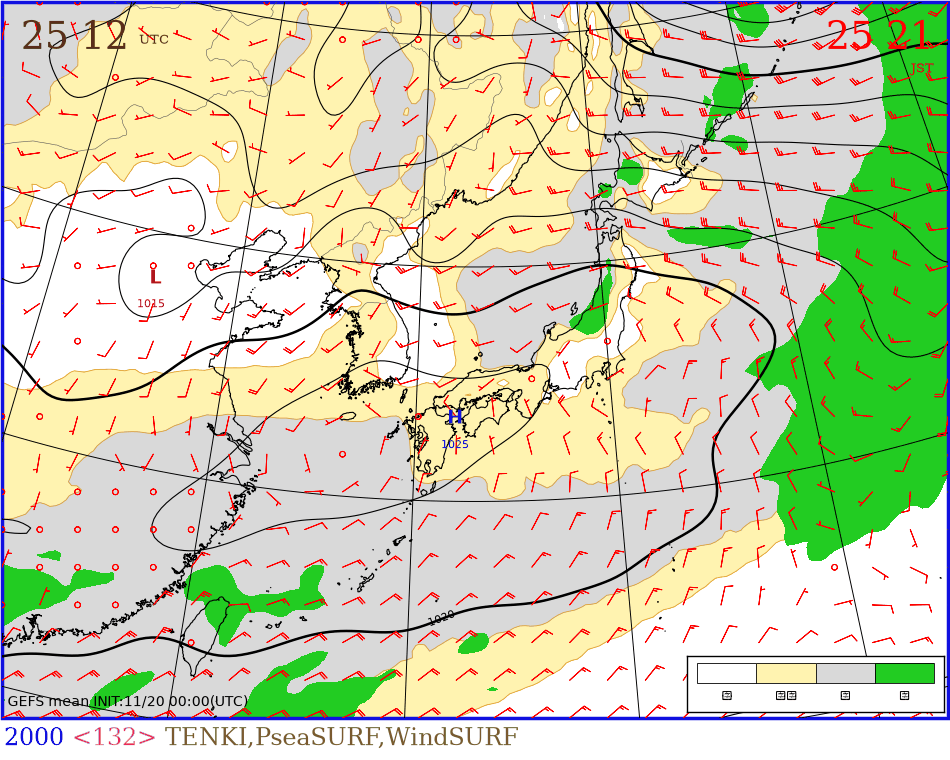 25 12 UTC 25 21 JST
L
1015
H
1025
1020
GEFS mean INIT:11/20 00:00(UTC)
2000 <132> TENKI,PseaSURF,WindSURF